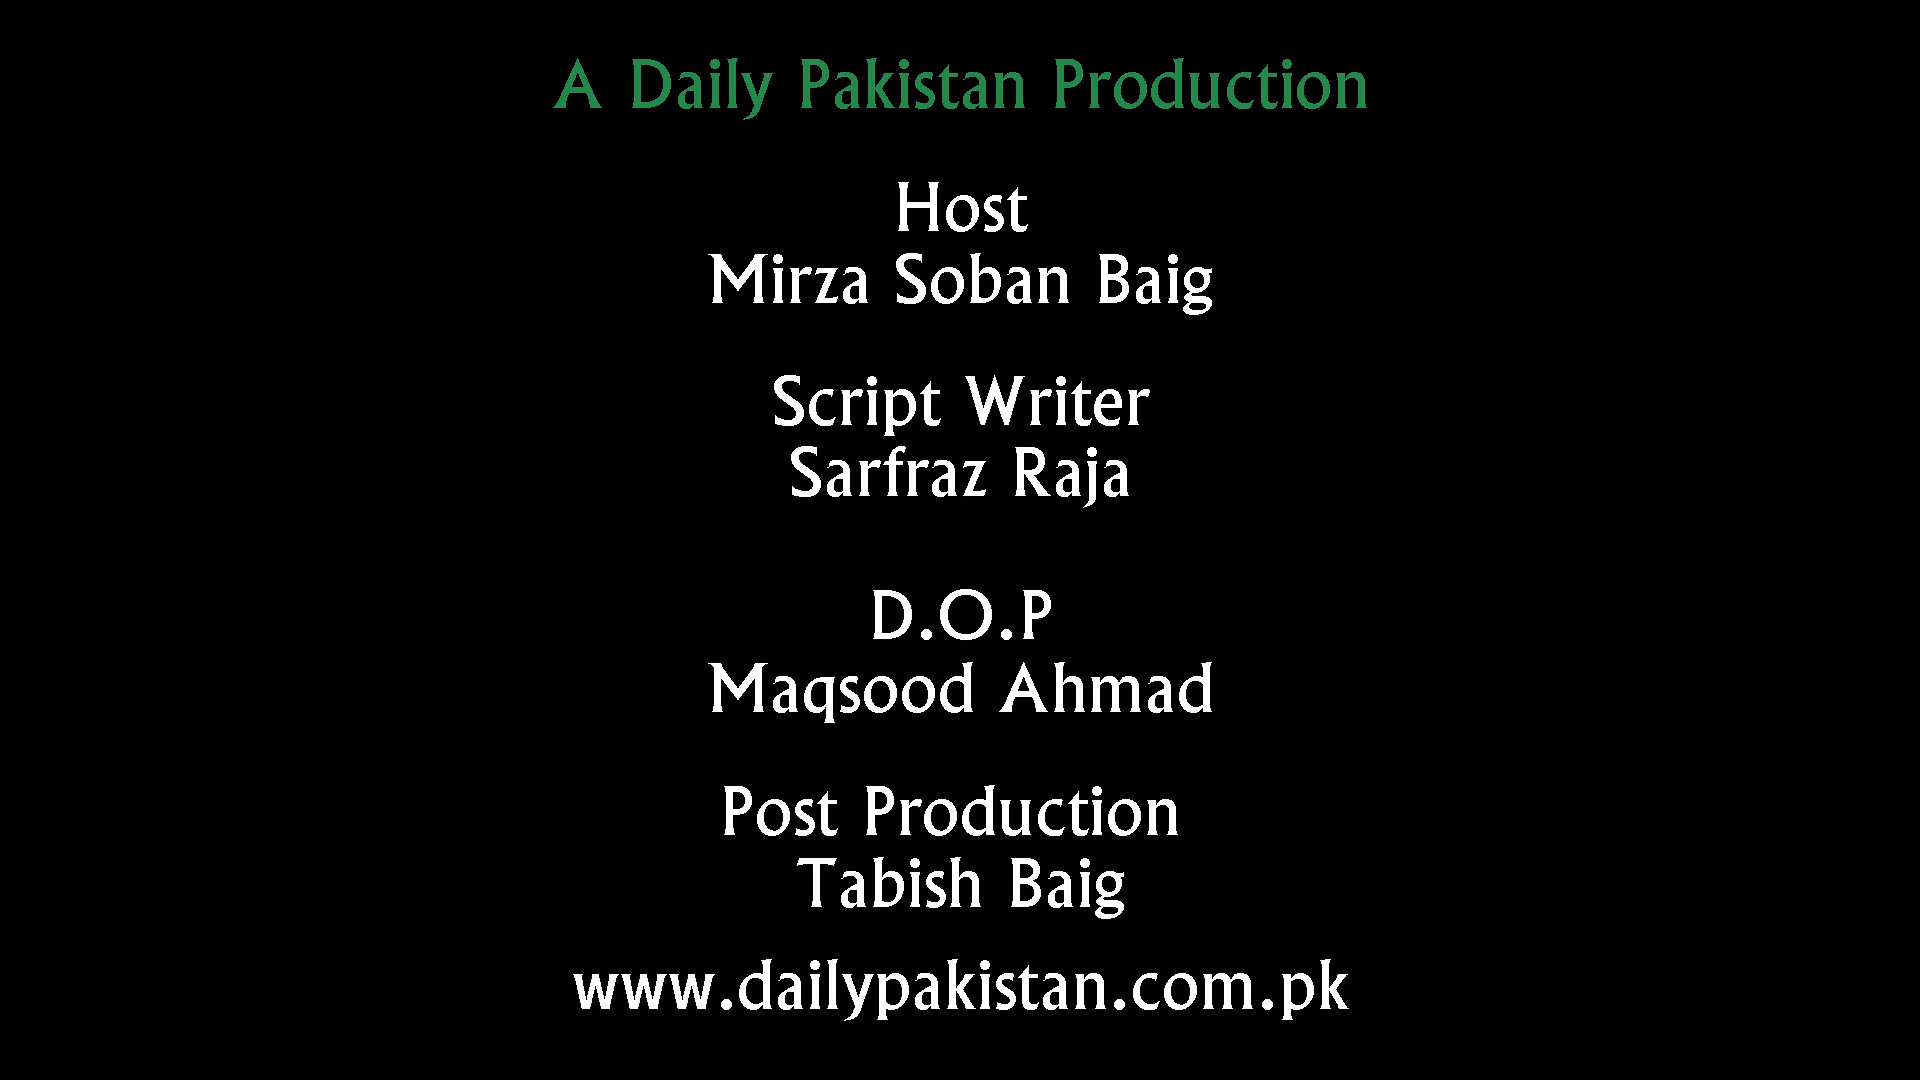 A Daily Pakistan Production
Host
Mirza Soban Baig
Script Writer
Sarfraz Raja
D.O.P
Maqsood Ahmad
Post Production
Tabish Baig
www.dailypakistan.com.pk